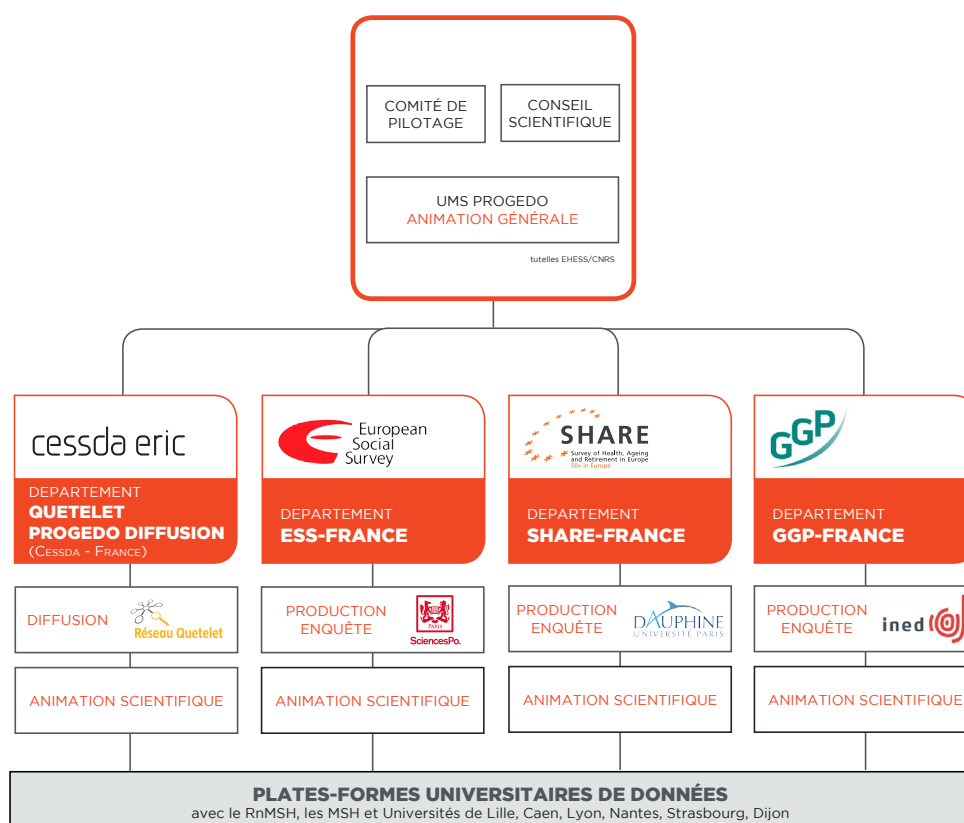 COMITÉ DE
PILOTAGE
CONSEIL
SCIENTIFIQUE
UMS PROGEDO
ANIMATION GÉNÉRALE
tutelles EHESS/CNRS
cessda eric
DEPARTEMENT
QUETELET
PROGEDO DIFFUSION
(Cessda - France)
European
Social
Survey
DEPARTEMENT
ESS-FRANCE
SHARE
Survey of Health, Ageing
and Retirement in Europe
50+ in Europe
DEPARTEMENT
SHARE-FRANCE
GGP
DEPARTEMENT
GGP-FRANCE
DIFFUSION
Réseau Quetelet
PRODUCTION
ENQUÊTE
PARIS
SciencesPo.
PRODUCTION
ENQUÊTE
DAUPHINE
UNIVERSITÉ PARIS
PRODUCTION
ENQUÊTE
ined
ANIMATION SCIENTIFIQUE
ANIMATION SCIENTIFIQUE
ANIMATION SCIENTIFIQUE
ANIMATION SCIENTIFIQUE
PLATES-FORMES UNIVERSITAIRES DE DONNÉES
avec le RnMSH, les MSH et Universités de Lille, Caen, Lyon, Nantes, Strasbourg, Dijon